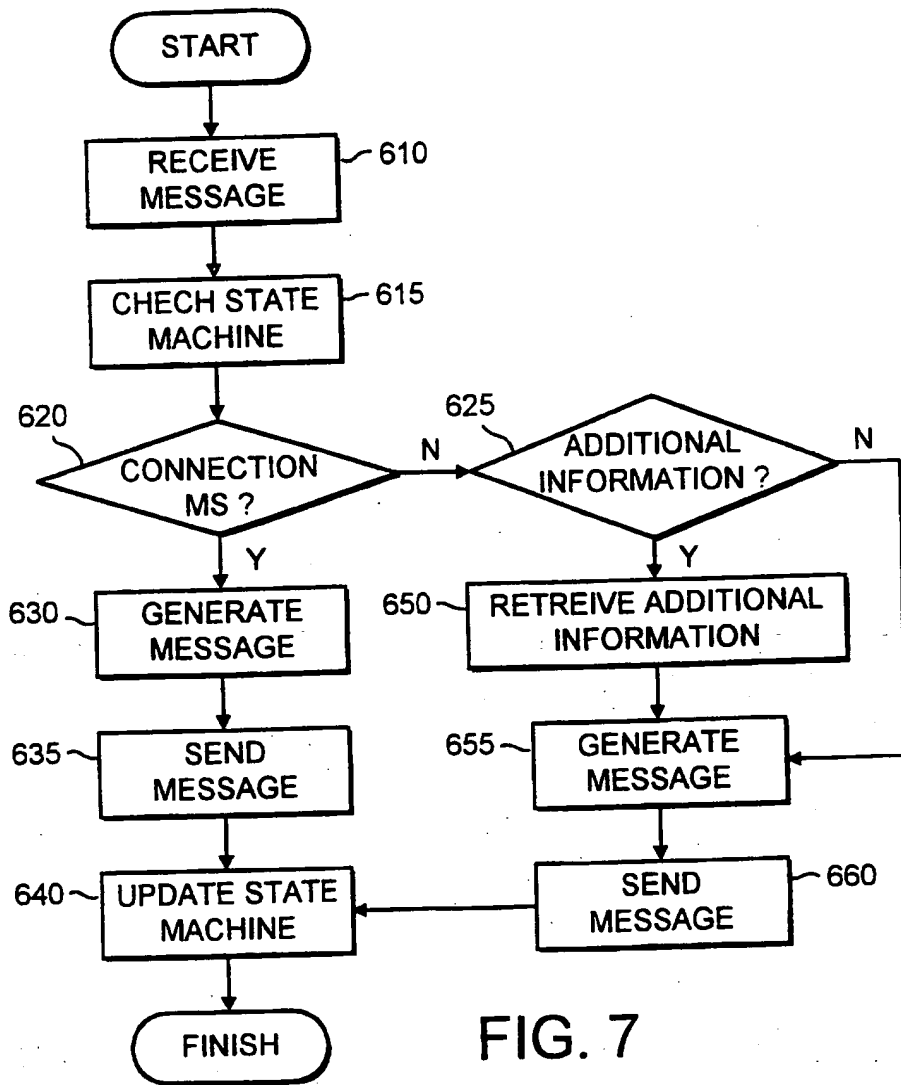 START
RECEIVE
MESSAGE
610
CHECH STATE
MACHINE
615
620
CONNECTION
MS ?
N
625
ADDITIONAL
INFORMATION ?
N
Y
Y
630
GENERATE
MESSAGE
650
RETREIVE ADDITIONAL
INFORMATION
635
SEND
MESSAGE
655
GENERATE
MESSAGE
640
UPDATE STATE
MACHINE
SEND
MESSAGE
660
FINISH
FIG. 7